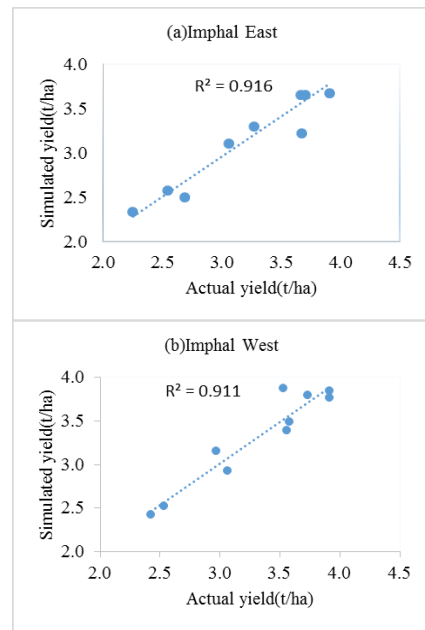 (a)Imphal East
R² = 0.916
4.0
3.5
3.0
2.5
2.0
Simulated yield(t/ha)
2.0 2.5 3.0 3.5 4.0 4.5
Actual yield(t/ha)
(b)Imphal West
R² = 0.911
4.0
3.5
3.0
2.5
2.0
Simulated yield(t/ha)
2.0 2.5 3.0 3.5 4.0 4.5
Actual yield(t/ha)